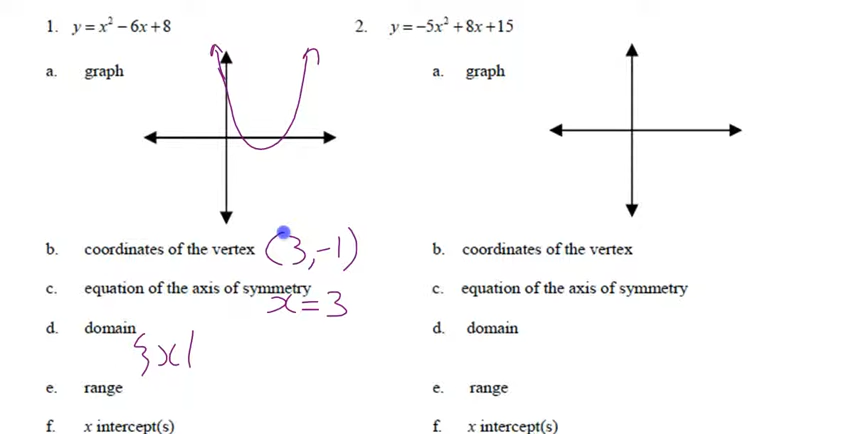 1. y = x² − 6x + 8
a. graph
b. coordinates of the vertex (3, −1)
c. equation of the axis of symmetry
x = 3
d. domain
{x|
e. range
f. x intercept(s)
2. y = −5x² + 8x + 15
a. graph
b. coordinates of the vertex
c. equation of the axis of symmetry
d. domain
e. range
f. x intercept(s)